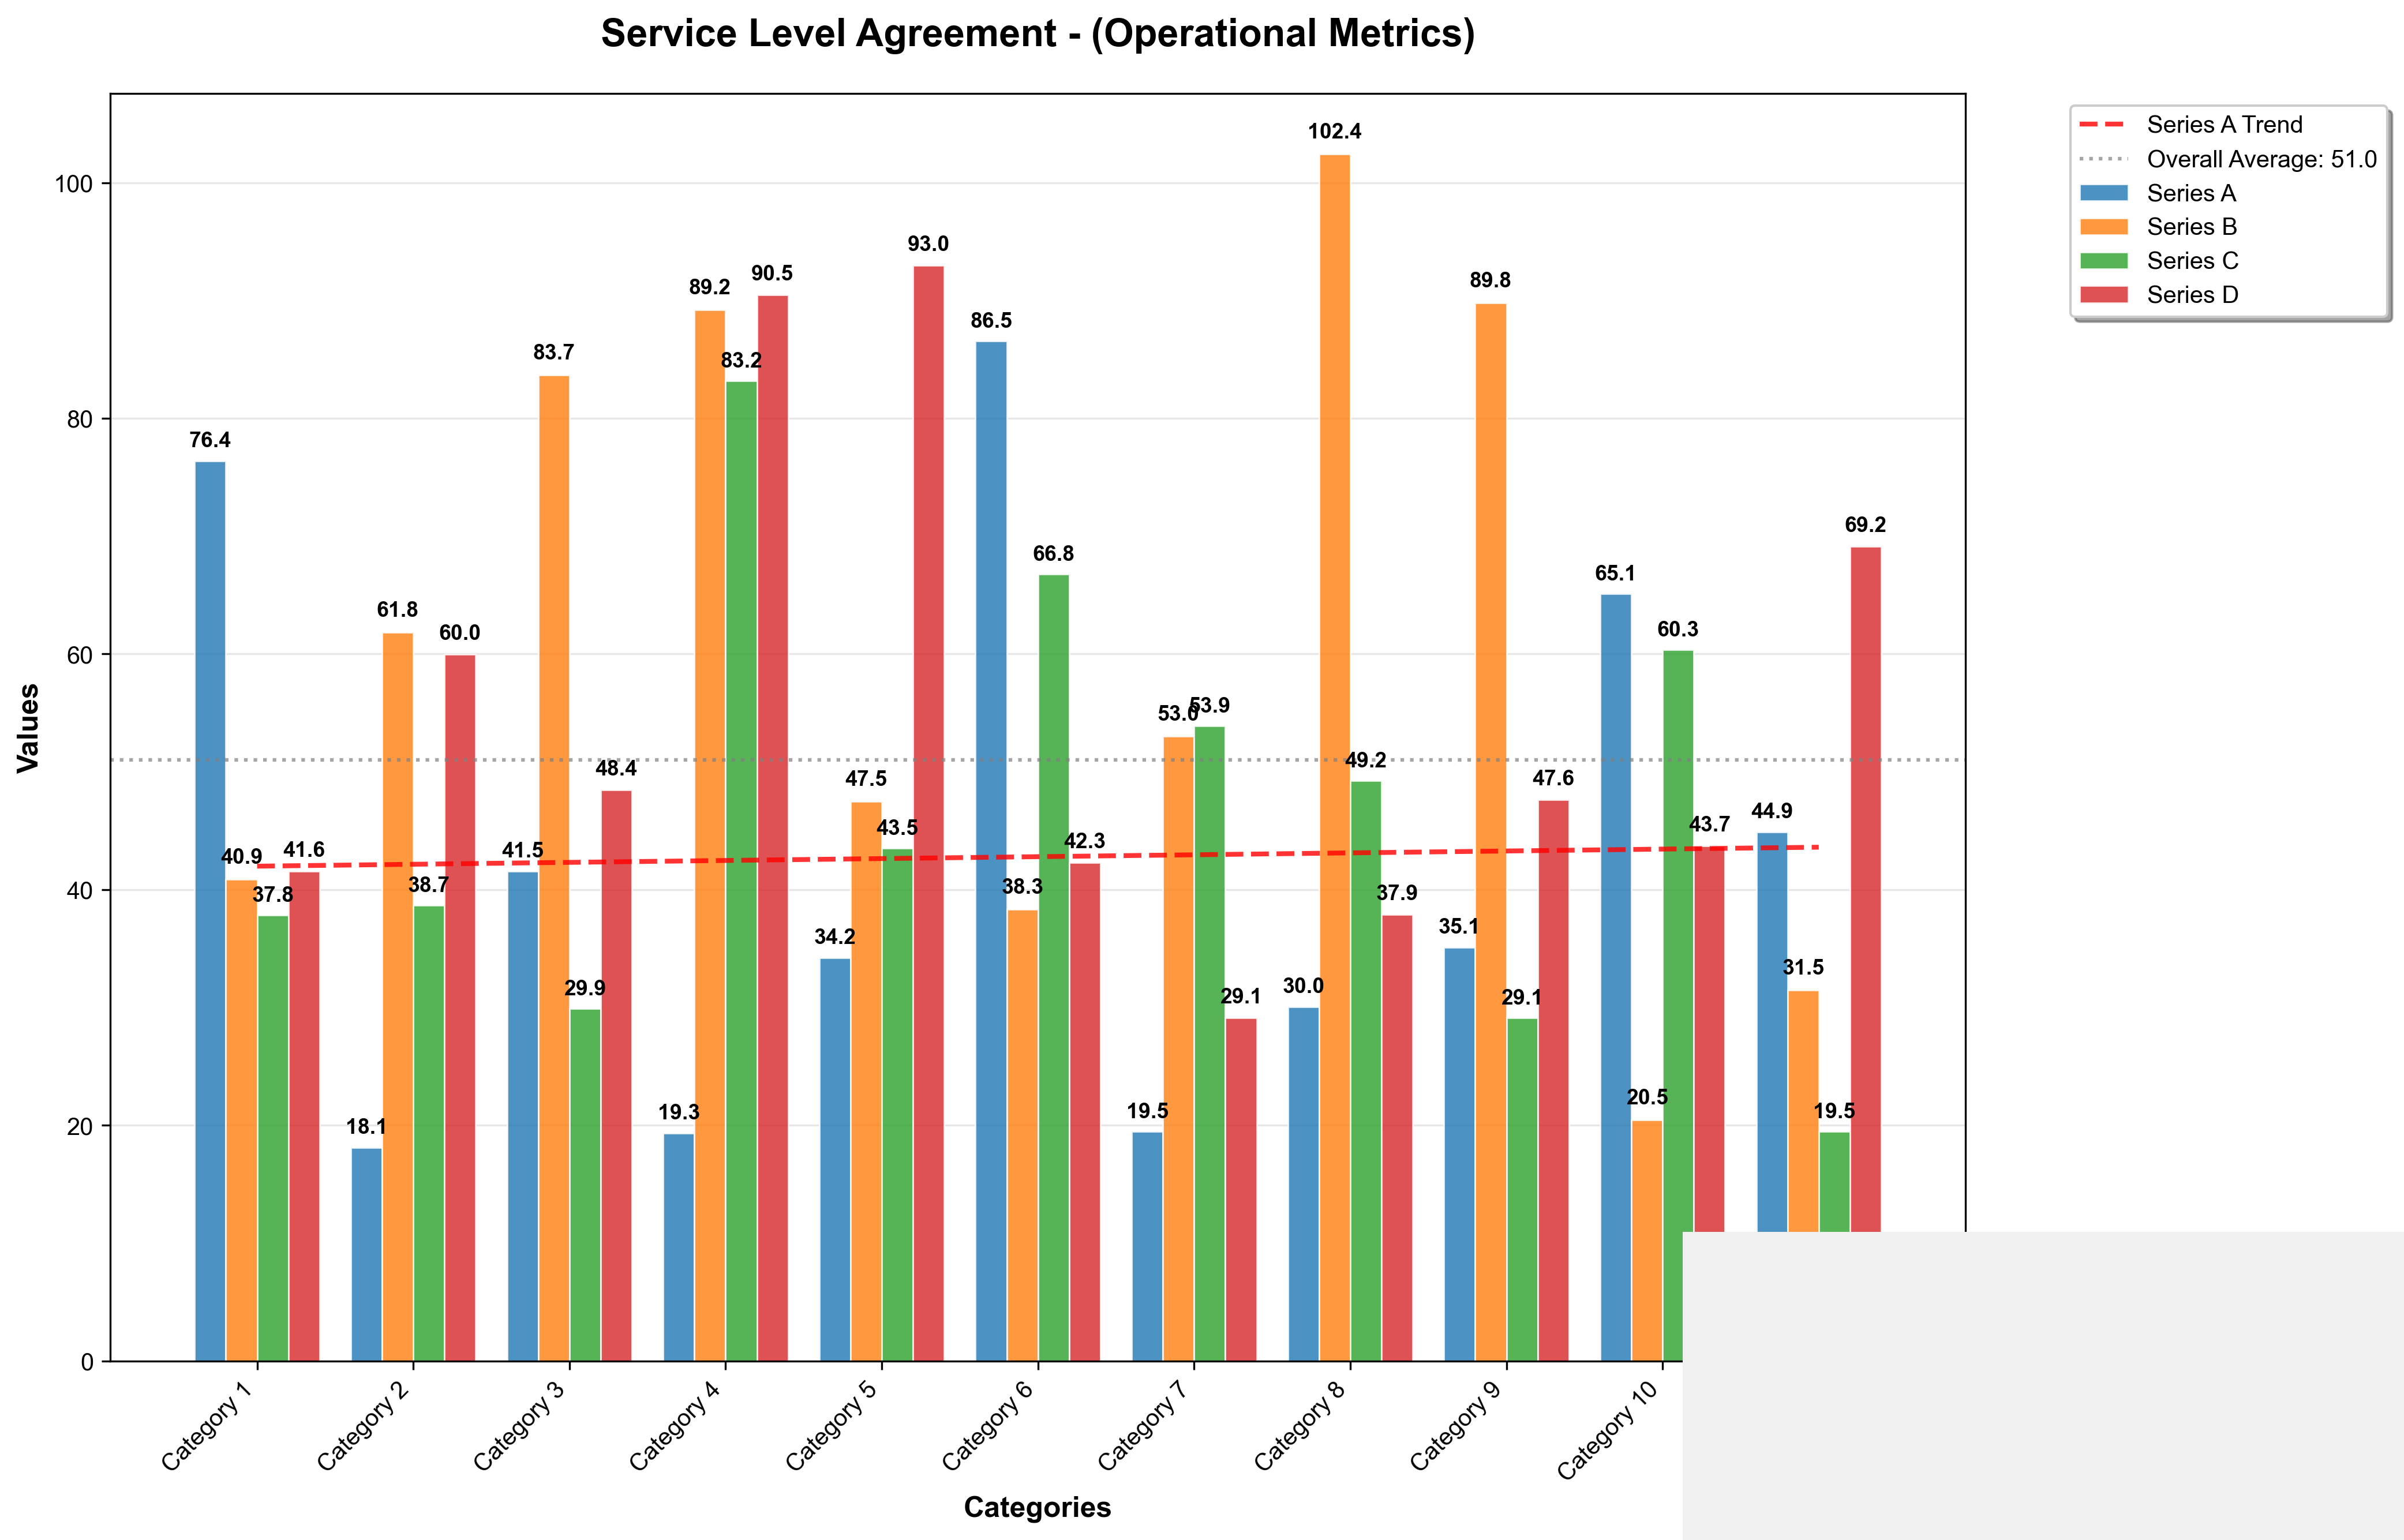 Service Level Agreement - (Operational Metrics)
Series A Trend
Overall Average: 51.0
Series A
Series B
Series C
Series D
Values
100
80
60
40
20
0
76.4
40.9
37.8
41.6
18.1
61.8
38.7
60.0
41.5
83.7
29.9
48.4
19.3
89.2
83.2
90.5
34.2
47.5
43.5
93.0
86.5
38.3
66.8
42.3
19.5
53.0
53.9
29.1
30.0
102.4
49.2
37.9
35.1
89.8
29.1
47.6
65.1
20.5
60.3
43.7
44.9
31.5
19.5
69.2
Category 1
Category 2
Category 3
Category 4
Category 5
Category 6
Category 7
Category 8
Category 9
Category 10
Categories